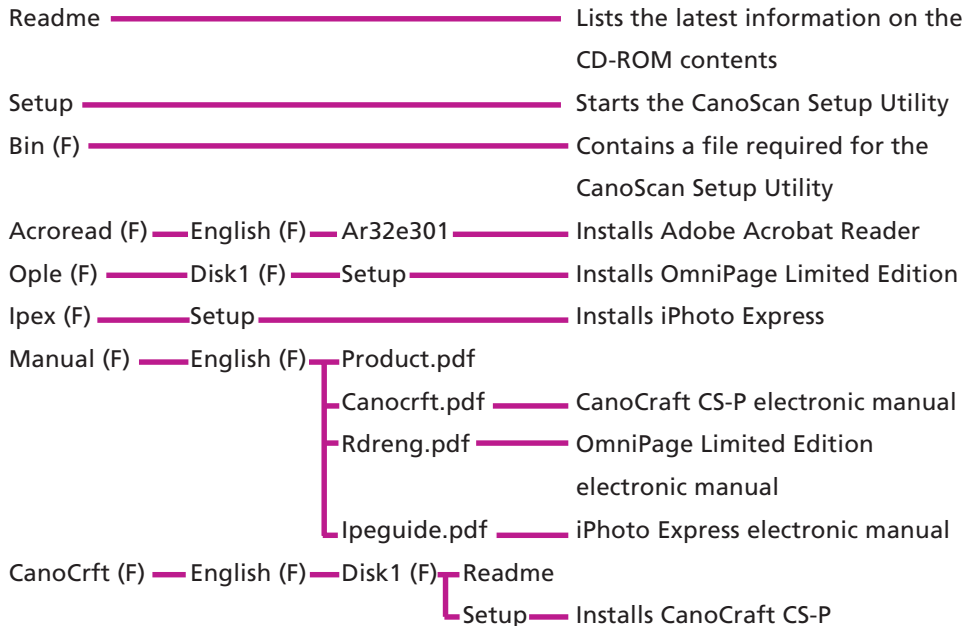 Readme Lists the latest information on the
CD-ROM contents
Setup Starts the CanoScan Setup Utility
Bin (F) Contains a file required for the
CanoScan Setup Utility
Acroread (F) English (F) Ar32e301 Installs Adobe Acrobat Reader
Ople (F) Disk1 (F) Setup Installs OmniPage Limited Edition
Ipex (F) Setup Installs iPhoto Express
Manual (F) English (F) Product.pdf
Canocrft.pdf CanoCraft CS-P electronic manual
Rdreng.pdf OmniPage Limited Edition
electronic manual
Ipeguide.pdf iPhoto Express electronic manual
CanoCrft (F) English (F) Disk1 (F) Readme
Setup Installs CanoCraft CS-P